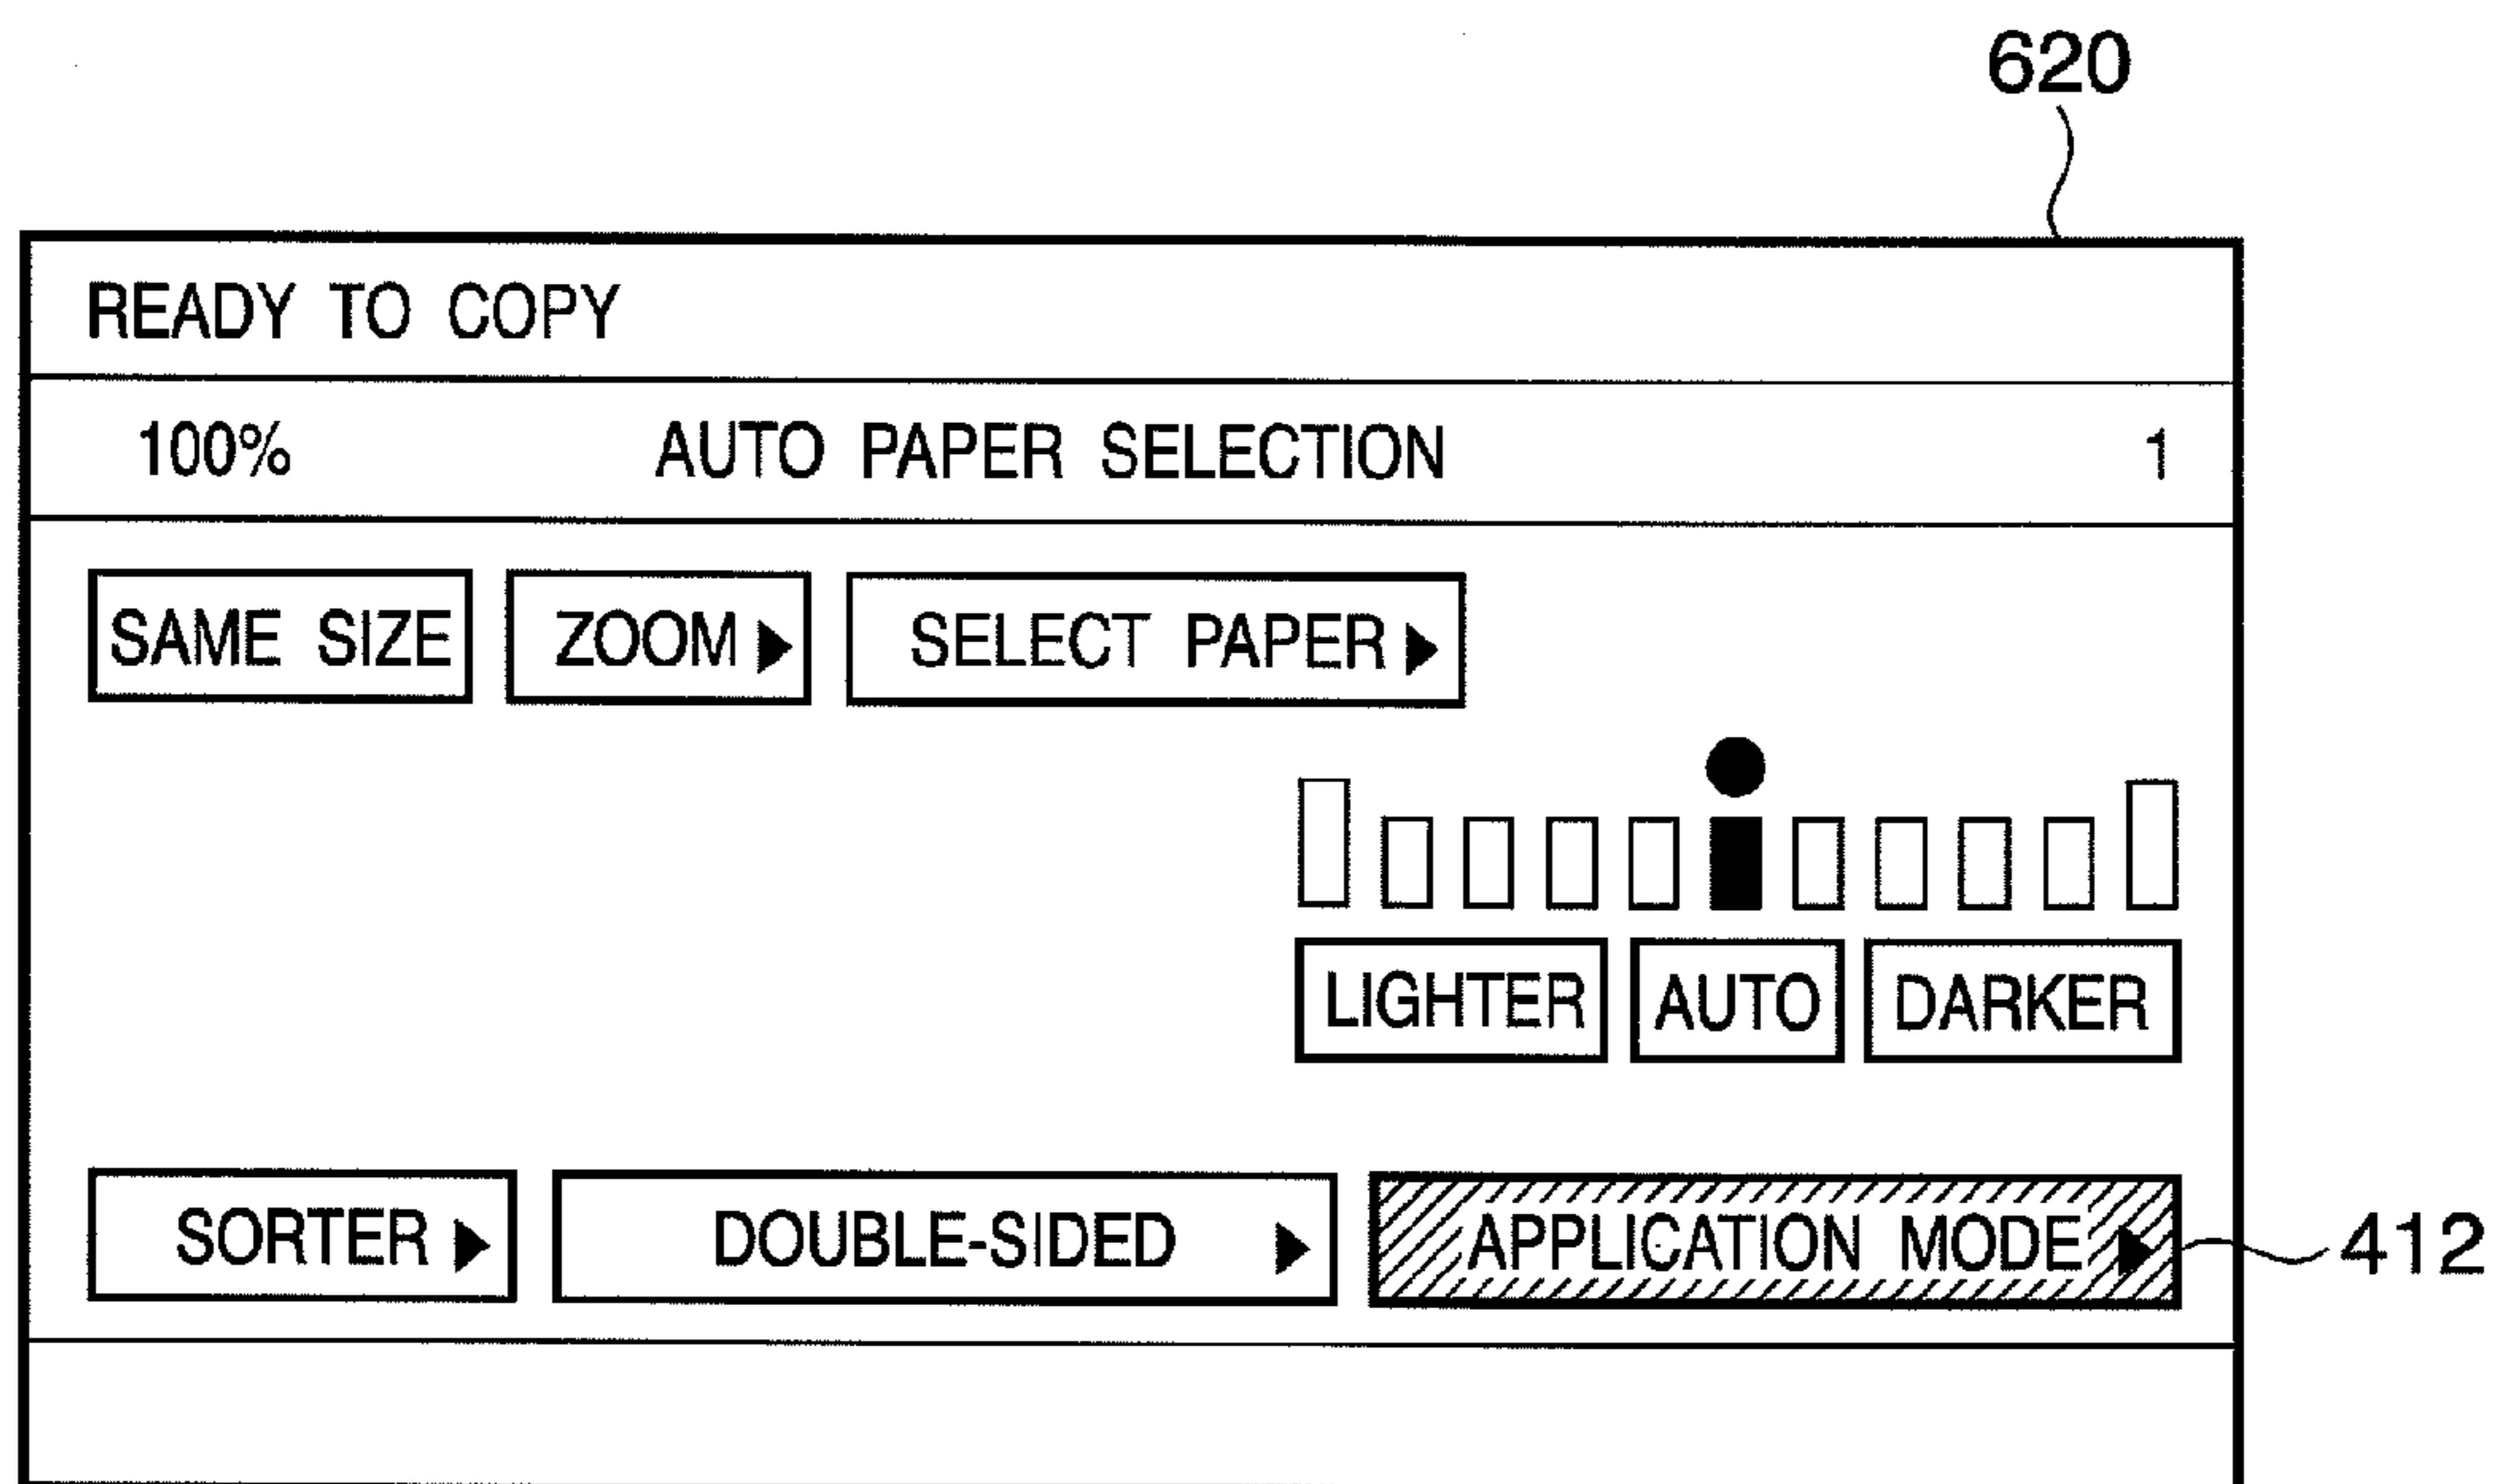 620
READY TO COPY
100% AUTO PAPER SELECTION 1
SAME SIZE ZOOM▶ SELECT PAPER▶
LIGHTER AUTO DARKER
SORTER▶ DOUBLE-SIDED ▶ APPLICATION MODE▶ 412